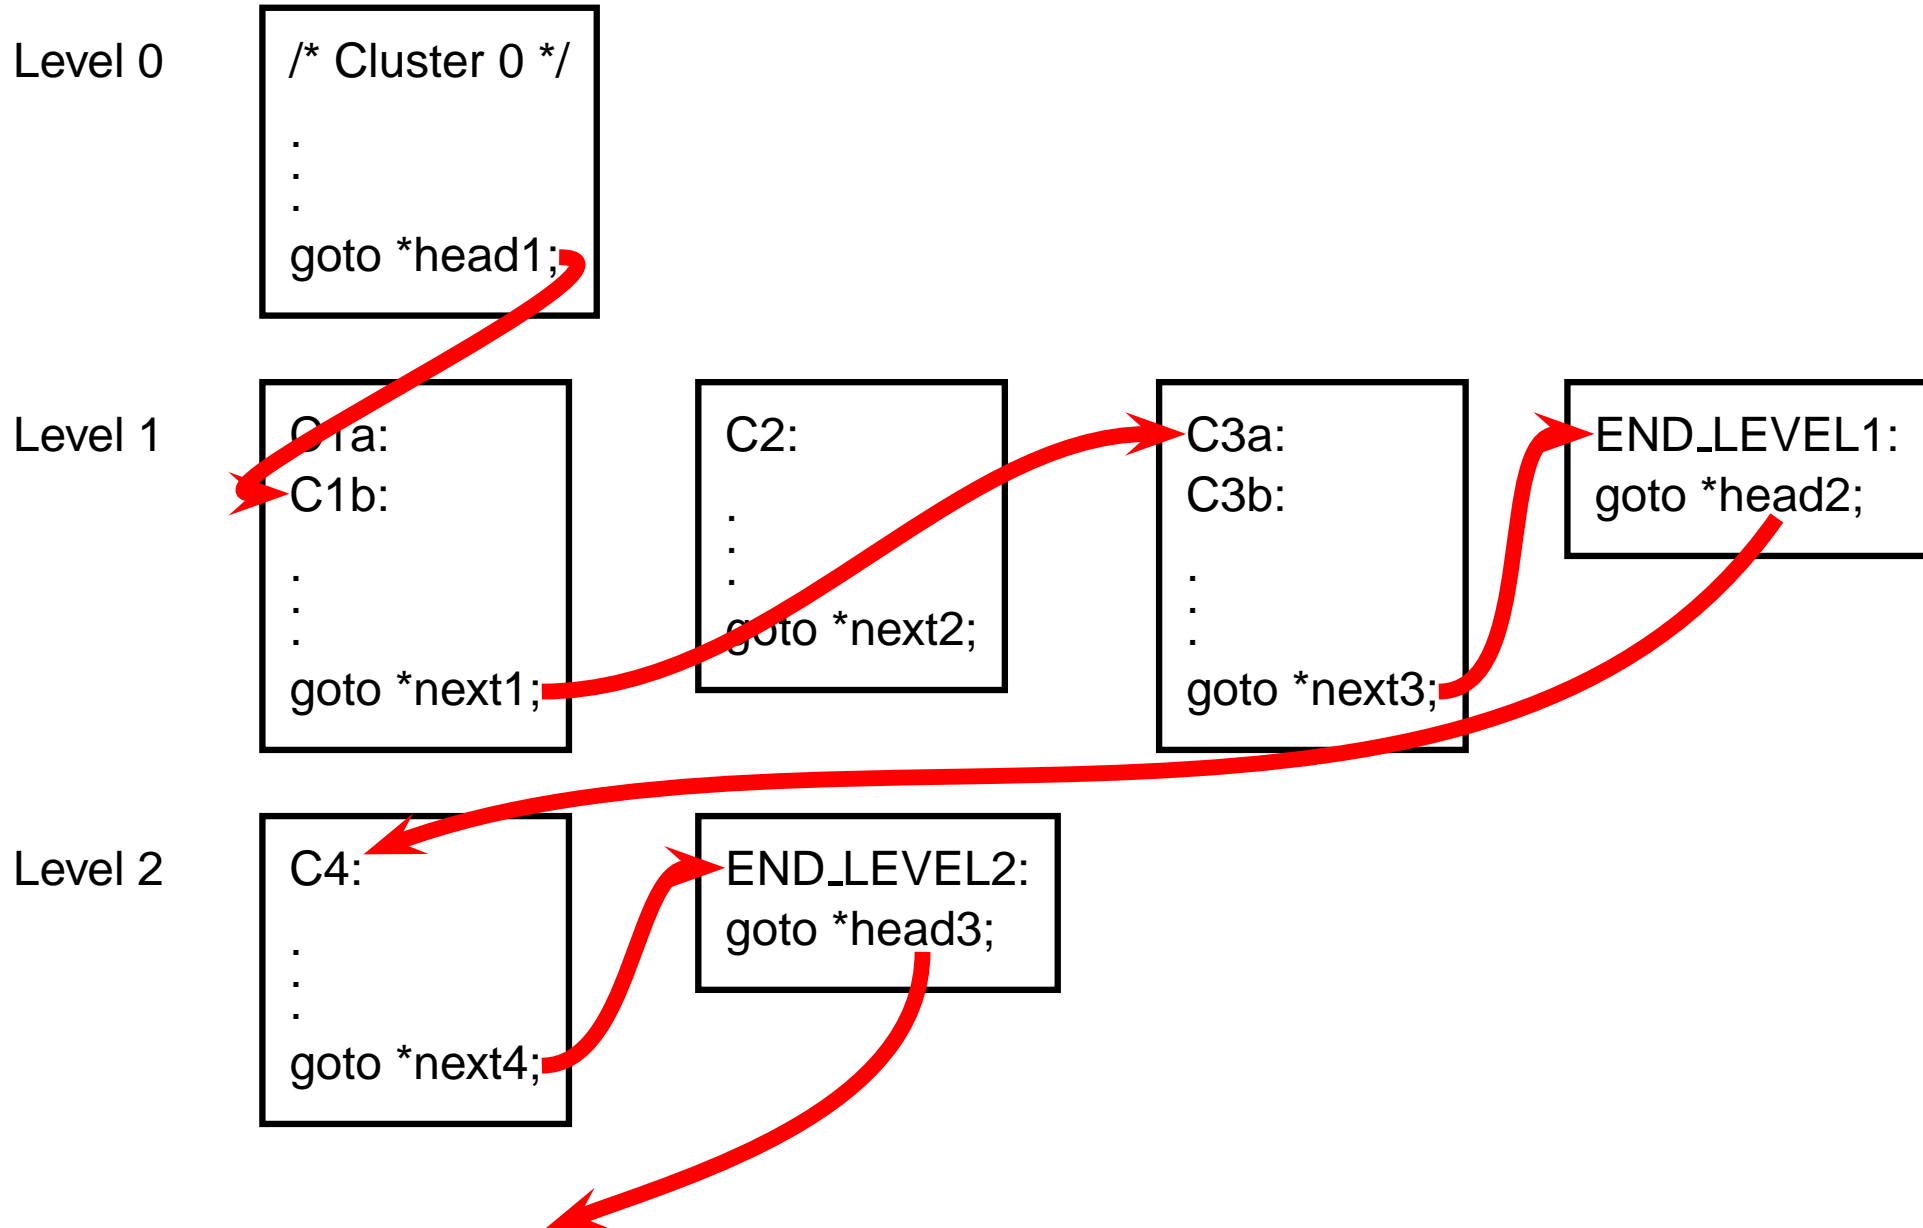 Level 0
/* Cluster 0 */
.
.
.
goto *head1;
Level 1
C1a:
C1b:
.
.
.
goto *next1;
C2:
.
.
.
goto *next2;
C3a:
C3b:
.
.
.
goto *next3;
END_LEVEL1:
goto *head2;
Level 2
C4:
.
.
.
goto *next4;
END_LEVEL2:
goto *head3;